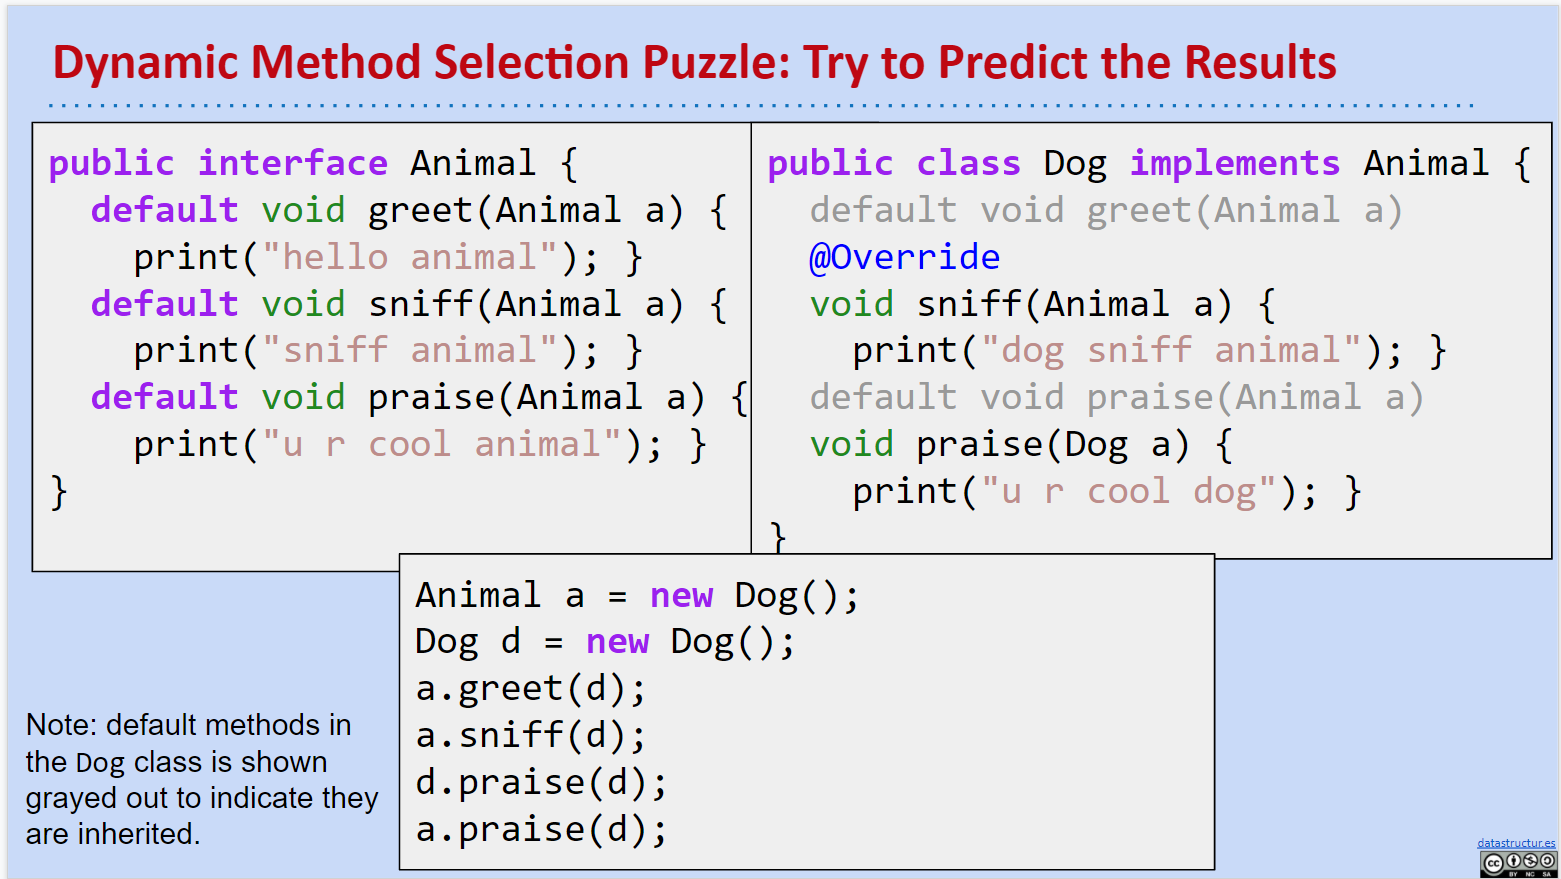 Dynamic Method Selection Puzzle: Try to Predict the Results
public interface Animal {
  default void greet(Animal a) {
    print("hello animal"); }
  default void sniff(Animal a) {
    print("sniff animal"); }
  default void praise(Animal a) {
    print("u r cool animal"); }
}
public class Dog implements Animal {
  default void greet(Animal a)
  @Override
  void sniff(Animal a) {
    print("dog sniff animal"); }
  default void praise(Animal a)
  void praise(Dog a) {
    print("u r cool dog"); }
}
Animal a = new Dog();
Dog d = new Dog();
a.greet(d);
a.sniff(d);
d.praise(d);
a.praise(d);
Note: default methods in
the Dog class is shown
grayed out to indicate they
are inherited.
datastructur.es
cc
BY NC SA